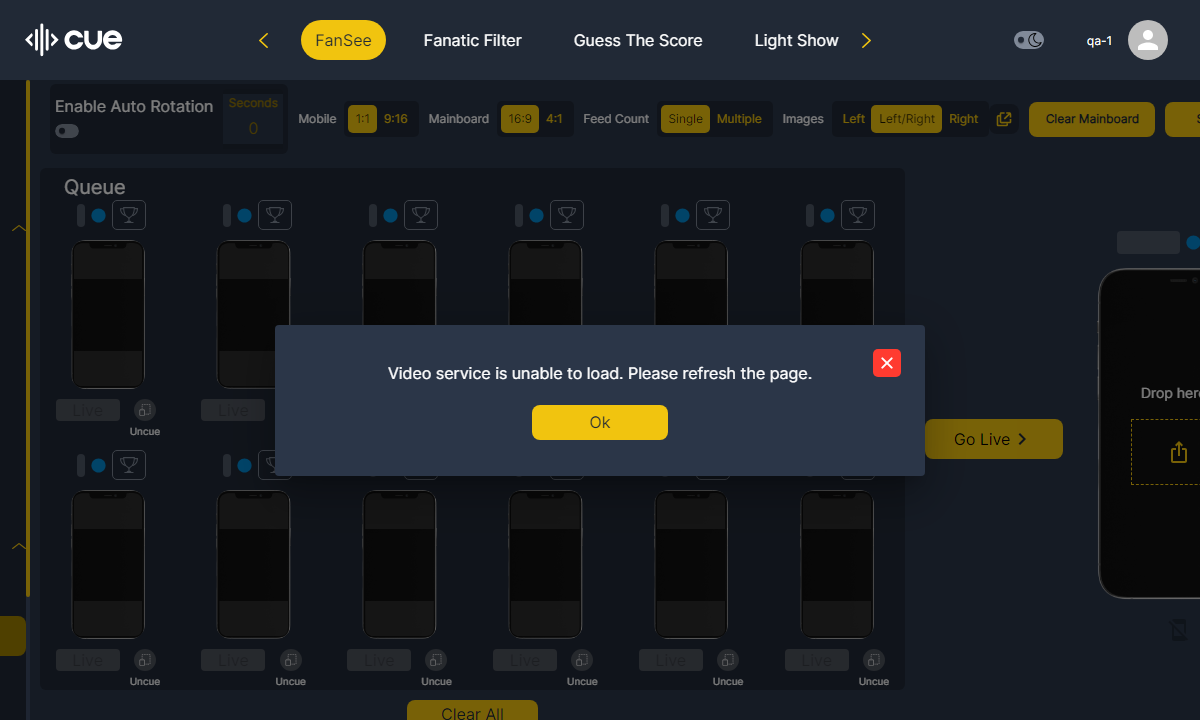 cue
FanSee
Fanatic Filter
Guess The Score
Light Show
qa-1
Enable Auto Rotation
Seconds
0
Mobile
1:1
9:16
Mainboard
16:9
4:1
Feed Count
Single
Multiple
Images
Left
Left/Right
Right
Clear Mainboard
Queue
Live
Live
Uncue
Video service is unable to load. Please refresh the page.
Ok
Go Live
Drop here
Live
Live
Live
Live
Live
Live
Uncue
Uncue
Uncue
Uncue
Uncue
Uncue
Clear All